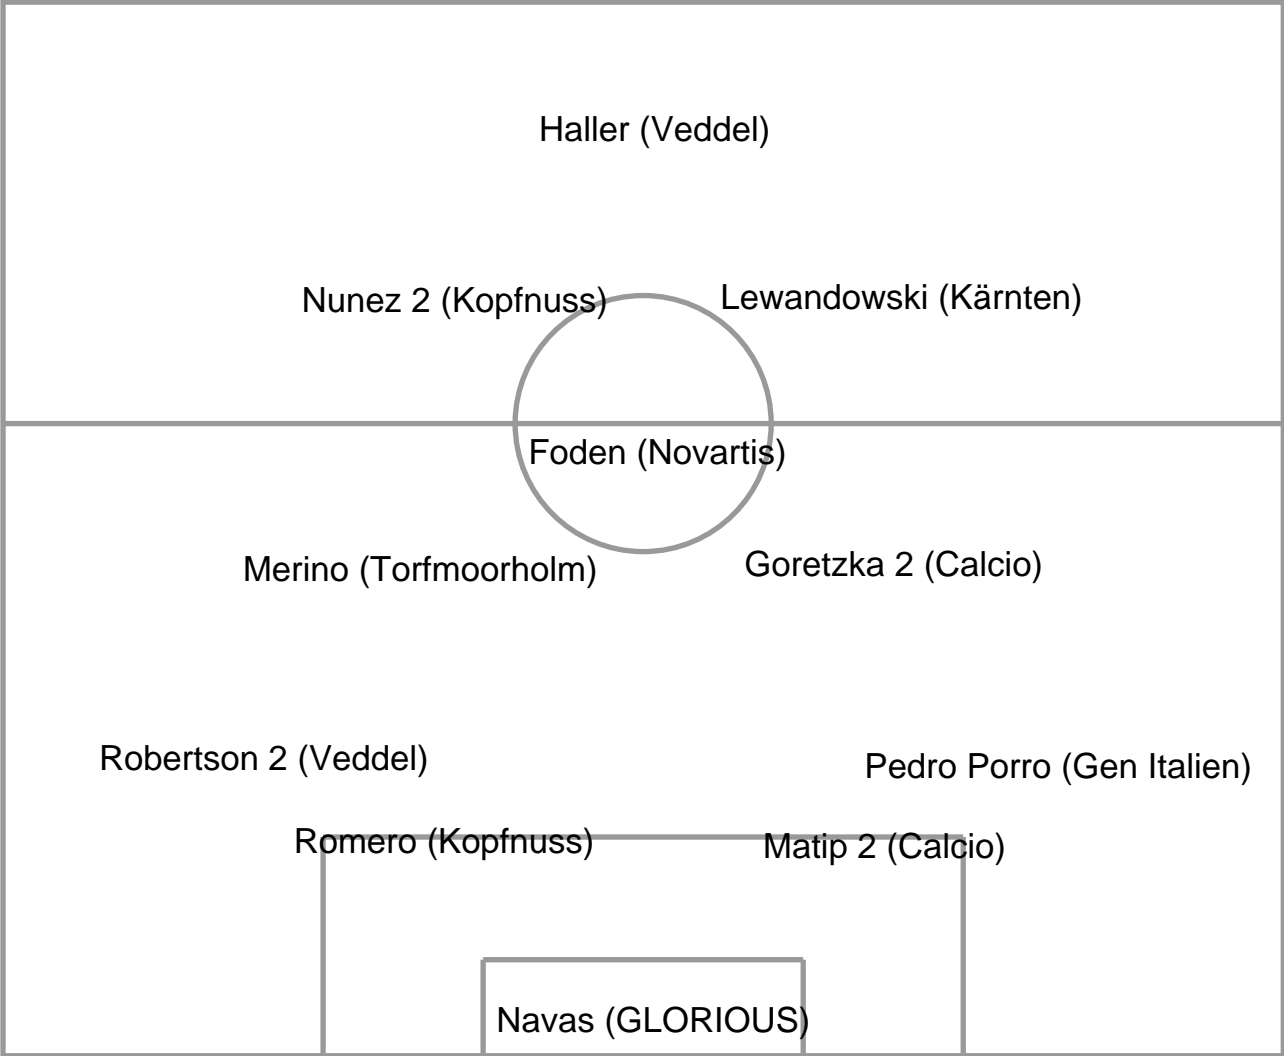 Haller (Veddel)
Nunez 2 (Kopfnuss)
Lewandowski (Kärnten)
Foden (Novartis)
Merino (Torfmoorholm)
Goretzka 2 (Calcio)
Robertson 2 (Veddel)
Pedro Porro (Gen Italien)
Romero (Kopfnuss)
Matip 2 (Calcio)
Navas (GLORIOUS)